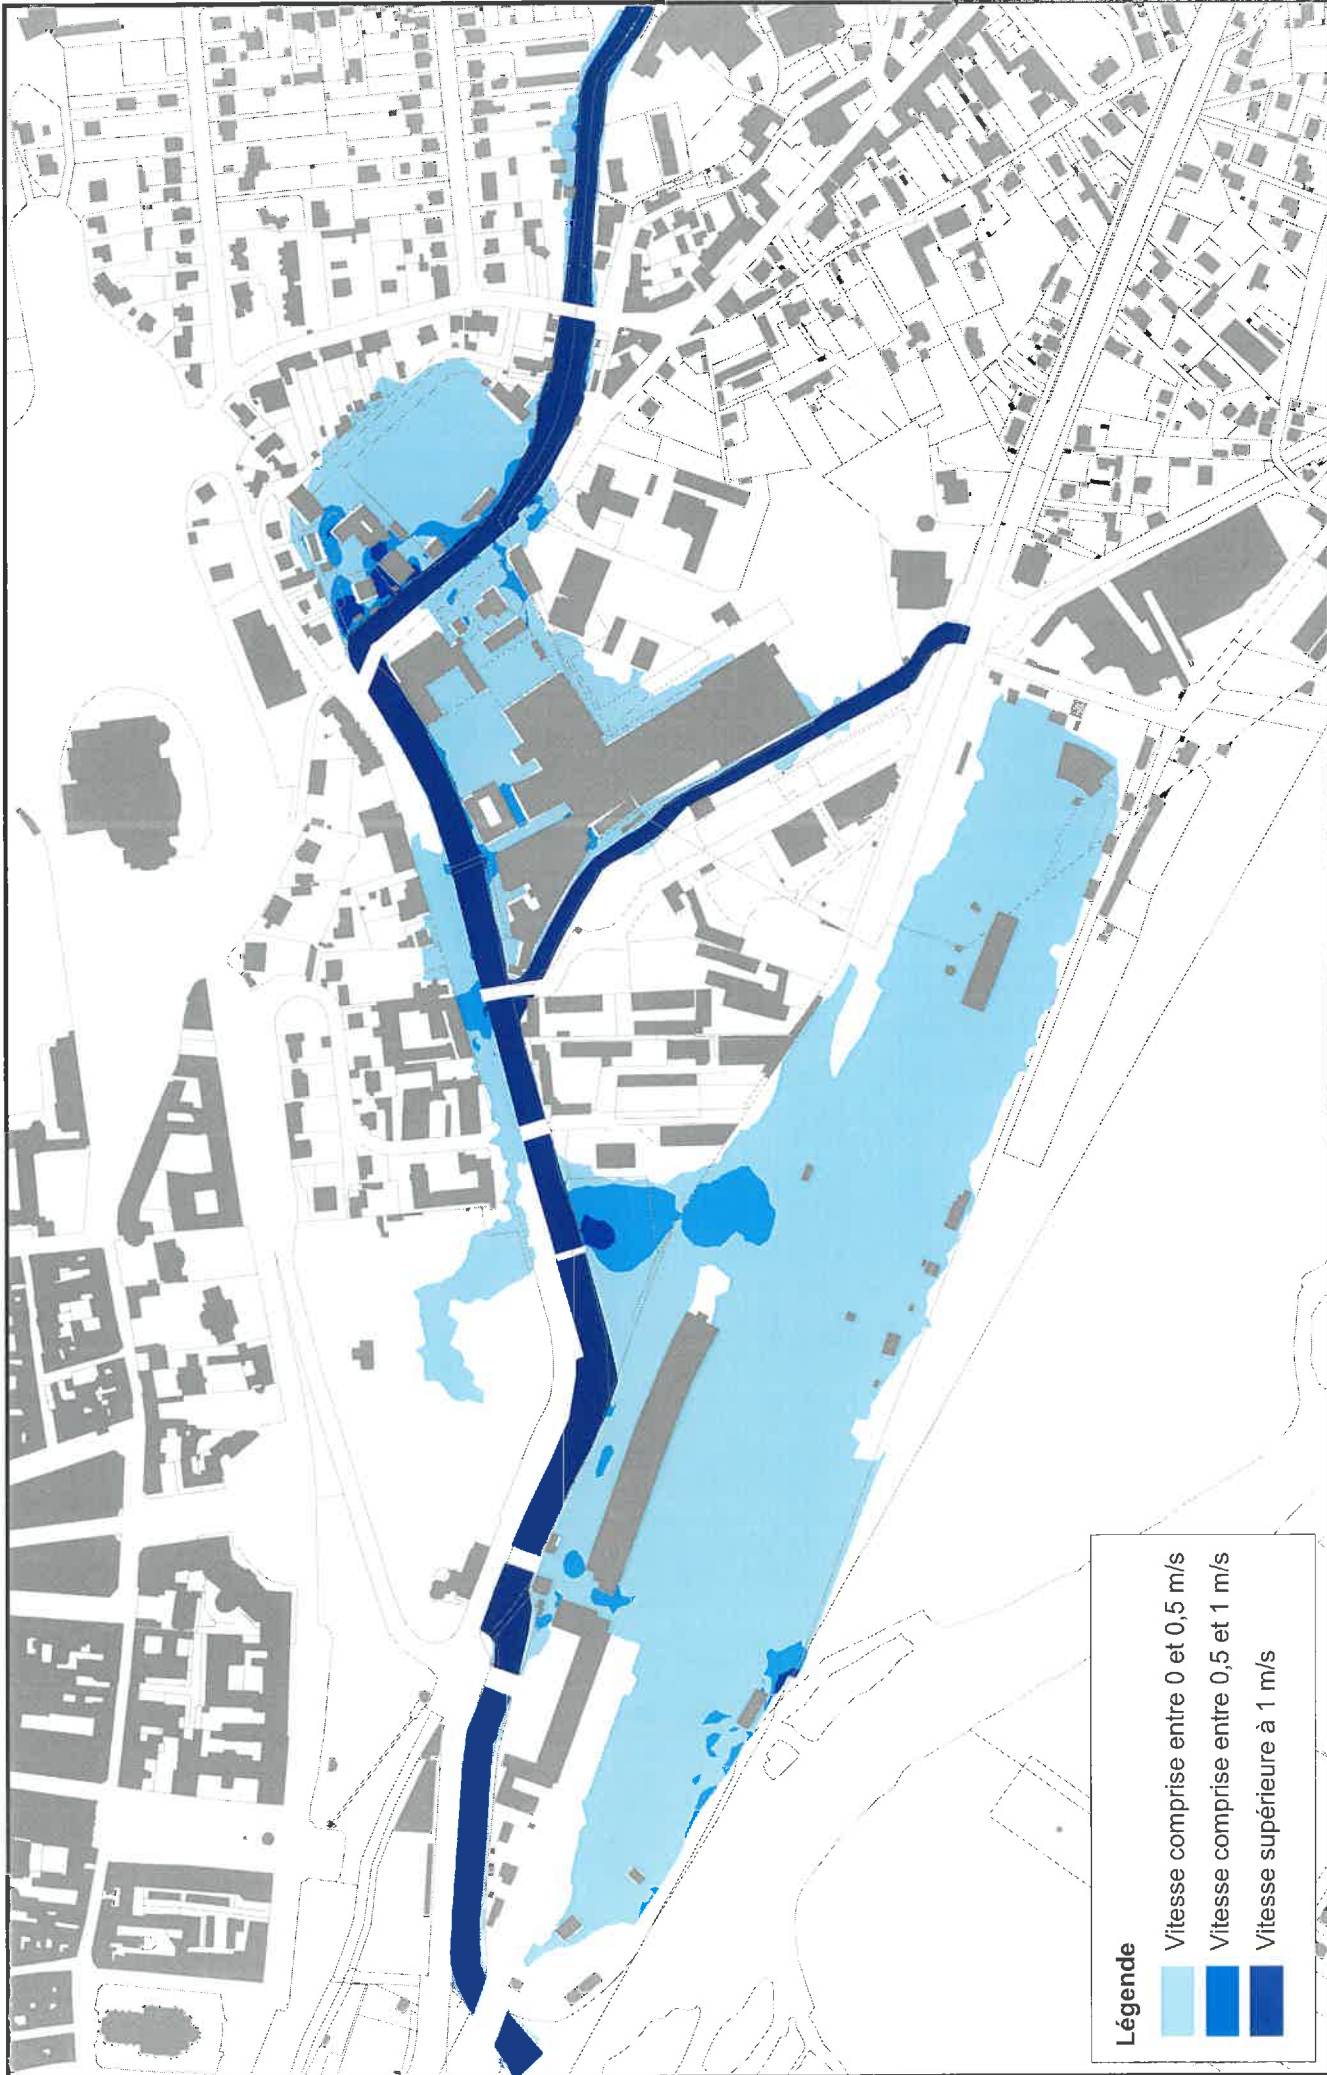 Légende
Vitesse comprise entre 0 et 0,5 m/s
Vitesse comprise entre 0,5 et 1 m/s
Vitesse supérieure à 1 m/s